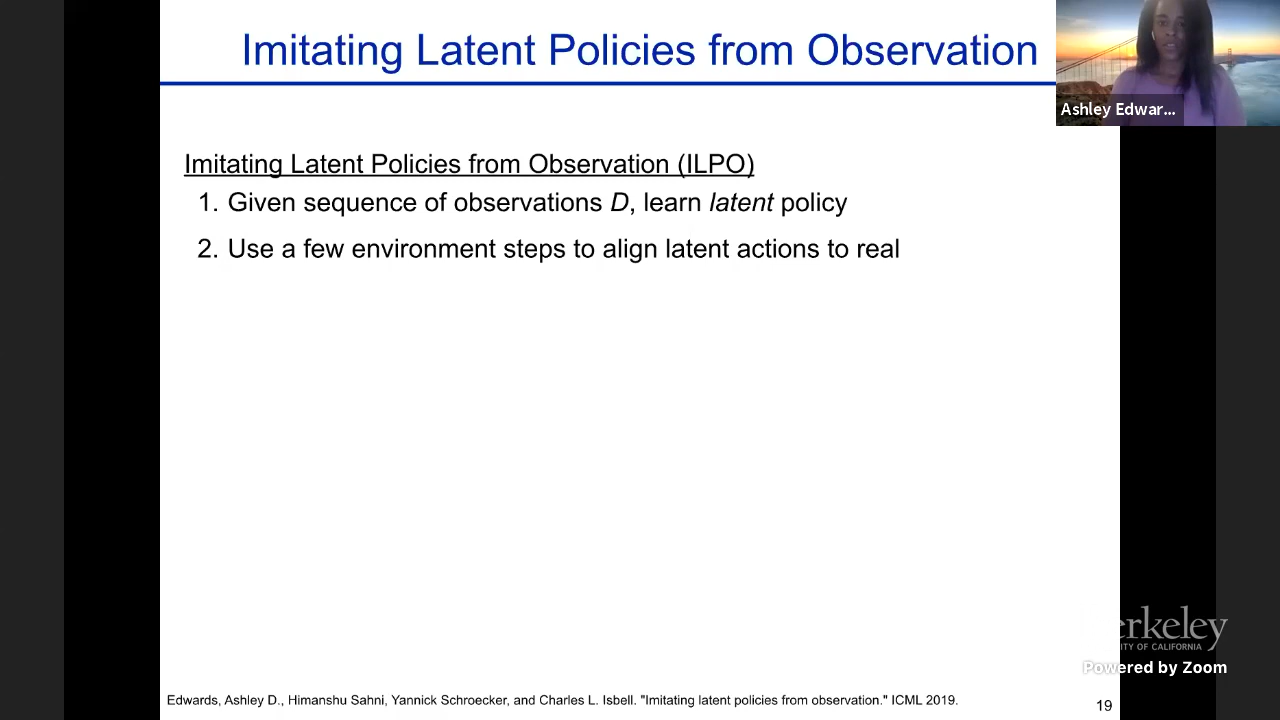 Imitating Latent Policies from Observation
Ashley Edwar...
Imitating Latent Policies from Observation (ILPO)
1. Given sequence of observations D, learn latent policy
2. Use a few environment steps to align latent actions to real
erkeley
ITY OF CALIFORNIA
Powered by Zoom
Edwards, Ashley D., Himanshu Sahni, Yannick Schroecker, and Charles L. Isbell. "Imitating latent policies from observation." ICML 2019.
19